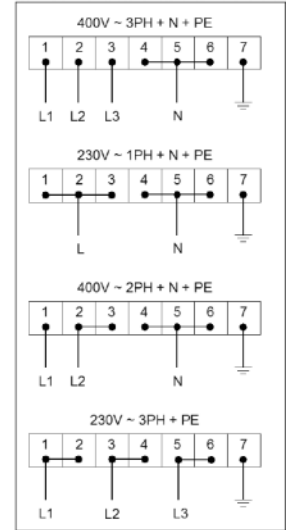 400V ~ 3PH + N + PE
1 2 3 4 5 6 7
L1 L2 L3 N
230V ~ 1PH + N + PE
1 2 3 4 5 6 7
L N
400V ~ 2PH + N + PE
1 2 3 4 5 6 7
L1 L2 N
230V ~ 3PH + PE
1 2 3 4 5 6 7
L1 L2 L3